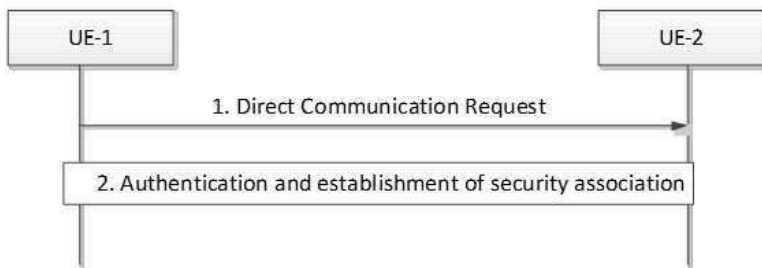 UE-1
UE-2
1. Direct Communication Request
2. Authentication and establishment of security association